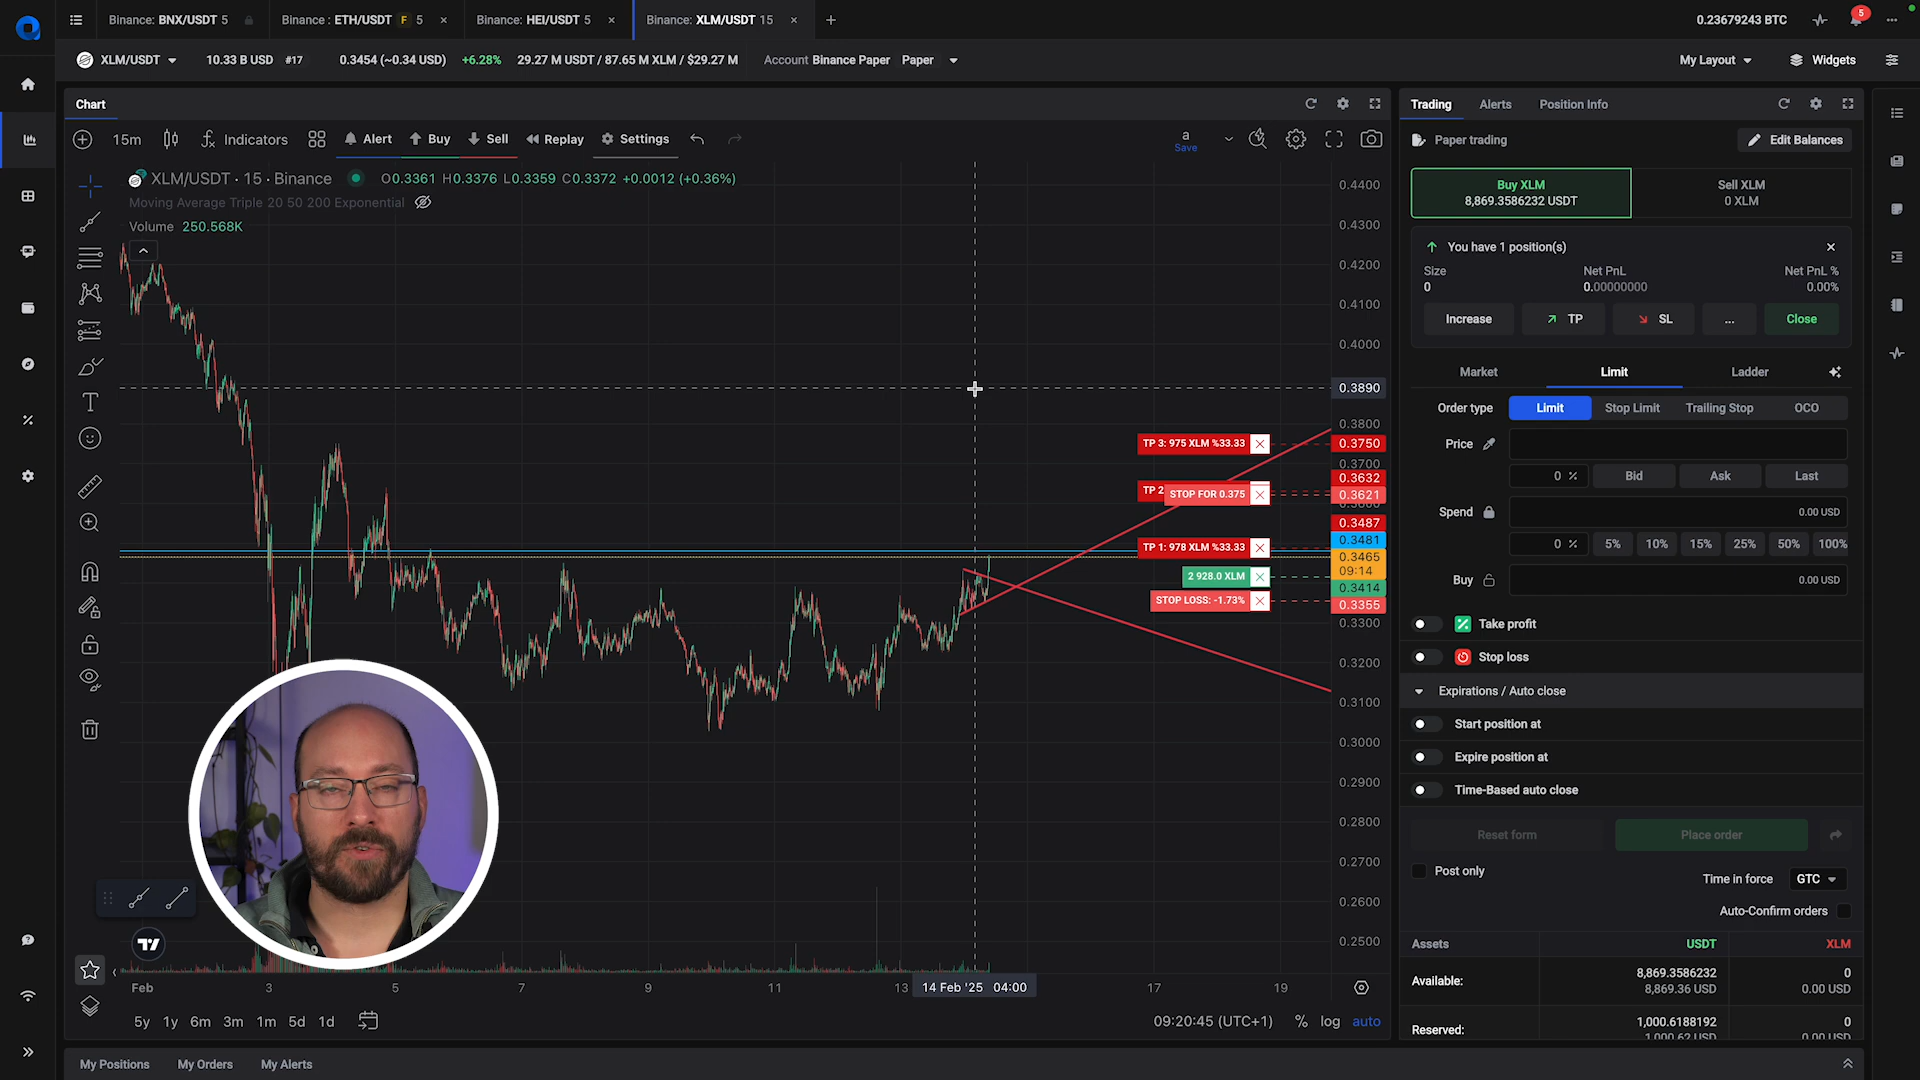 Binance: BNX/USDT 5
Binance : ETH/USDT F 5
Binance: HEI/USDT 5
Binance: XLM/USDT 15
0.23679243 BTC
5
XLM/USDT
10.33 B USD #17
0.3454 (~0.34 USD)
+6.28%
29.27 M USDT / 87.65 M XLM / $29.27 M
Account Binance Paper Paper
My Layout
Widgets
Chart
15m
Indicators
Alert
Buy
Sell
Replay
Settings
a
Save
XLM/USDT · 15 · Binance
O0.3361 H0.3376 L0.3359 C0.3372 +0.0012 (+0.36%)
Moving Average Triple 20 50 200 Exponential
Volume 250.568K
0.4400
0.4300
0.4200
0.4100
0.4000
0.3890
0.3800
TP 3: 975 XLM %33.33
0.3750
0.3700
0.3632
TP 2
STOP FOR 0.375
0.3621
0.3487
0.3481
TP 1: 978 XLM %33.33
0.3465
09:14
2 928.0 XLM
0.3414
STOP LOSS: -1.73%
0.3355
0.3300
0.3200
0.3100
0.3000
0.2900
0.2800
0.2700
0.2600
0.2500
Feb
3
5
7
9
11
13
14 Feb '25 04:00
17
19
5y 1y 6m 3m 1m 5d 1d
09:20:45 (UTC+1)
%
log
auto
My Positions
My Orders
My Alerts
Trading
Alerts
Position Info
Paper trading
Edit Balances
Buy XLM
8,869.3586232 USDT
Sell XLM
0 XLM
You have 1 position(s)
Size
Net PnL
Net PnL %
0
0.00000000
0.00%
Increase
TP
SL
...
Close
Market
Limit
Ladder
Order type
Limit
Stop Limit
Trailing Stop
OCO
Price
0 %
Bid
Ask
Last
Spend
0.00 USD
0 %
5%
10%
15%
25%
50%
100%
Buy
0.00 USD
Take profit
Stop loss
Expirations / Auto close
Start position at
Expire position at
Time-Based auto close
Reset form
Place order
Post only
Time in force
GTC
Auto-Confirm orders
Assets
USDT
XLM
Available:
8,869.3586232
0
8,869.36 USD
0.00 USD
Reserved:
1,000.6188192
0
1,000.62 USD
0.00 USD